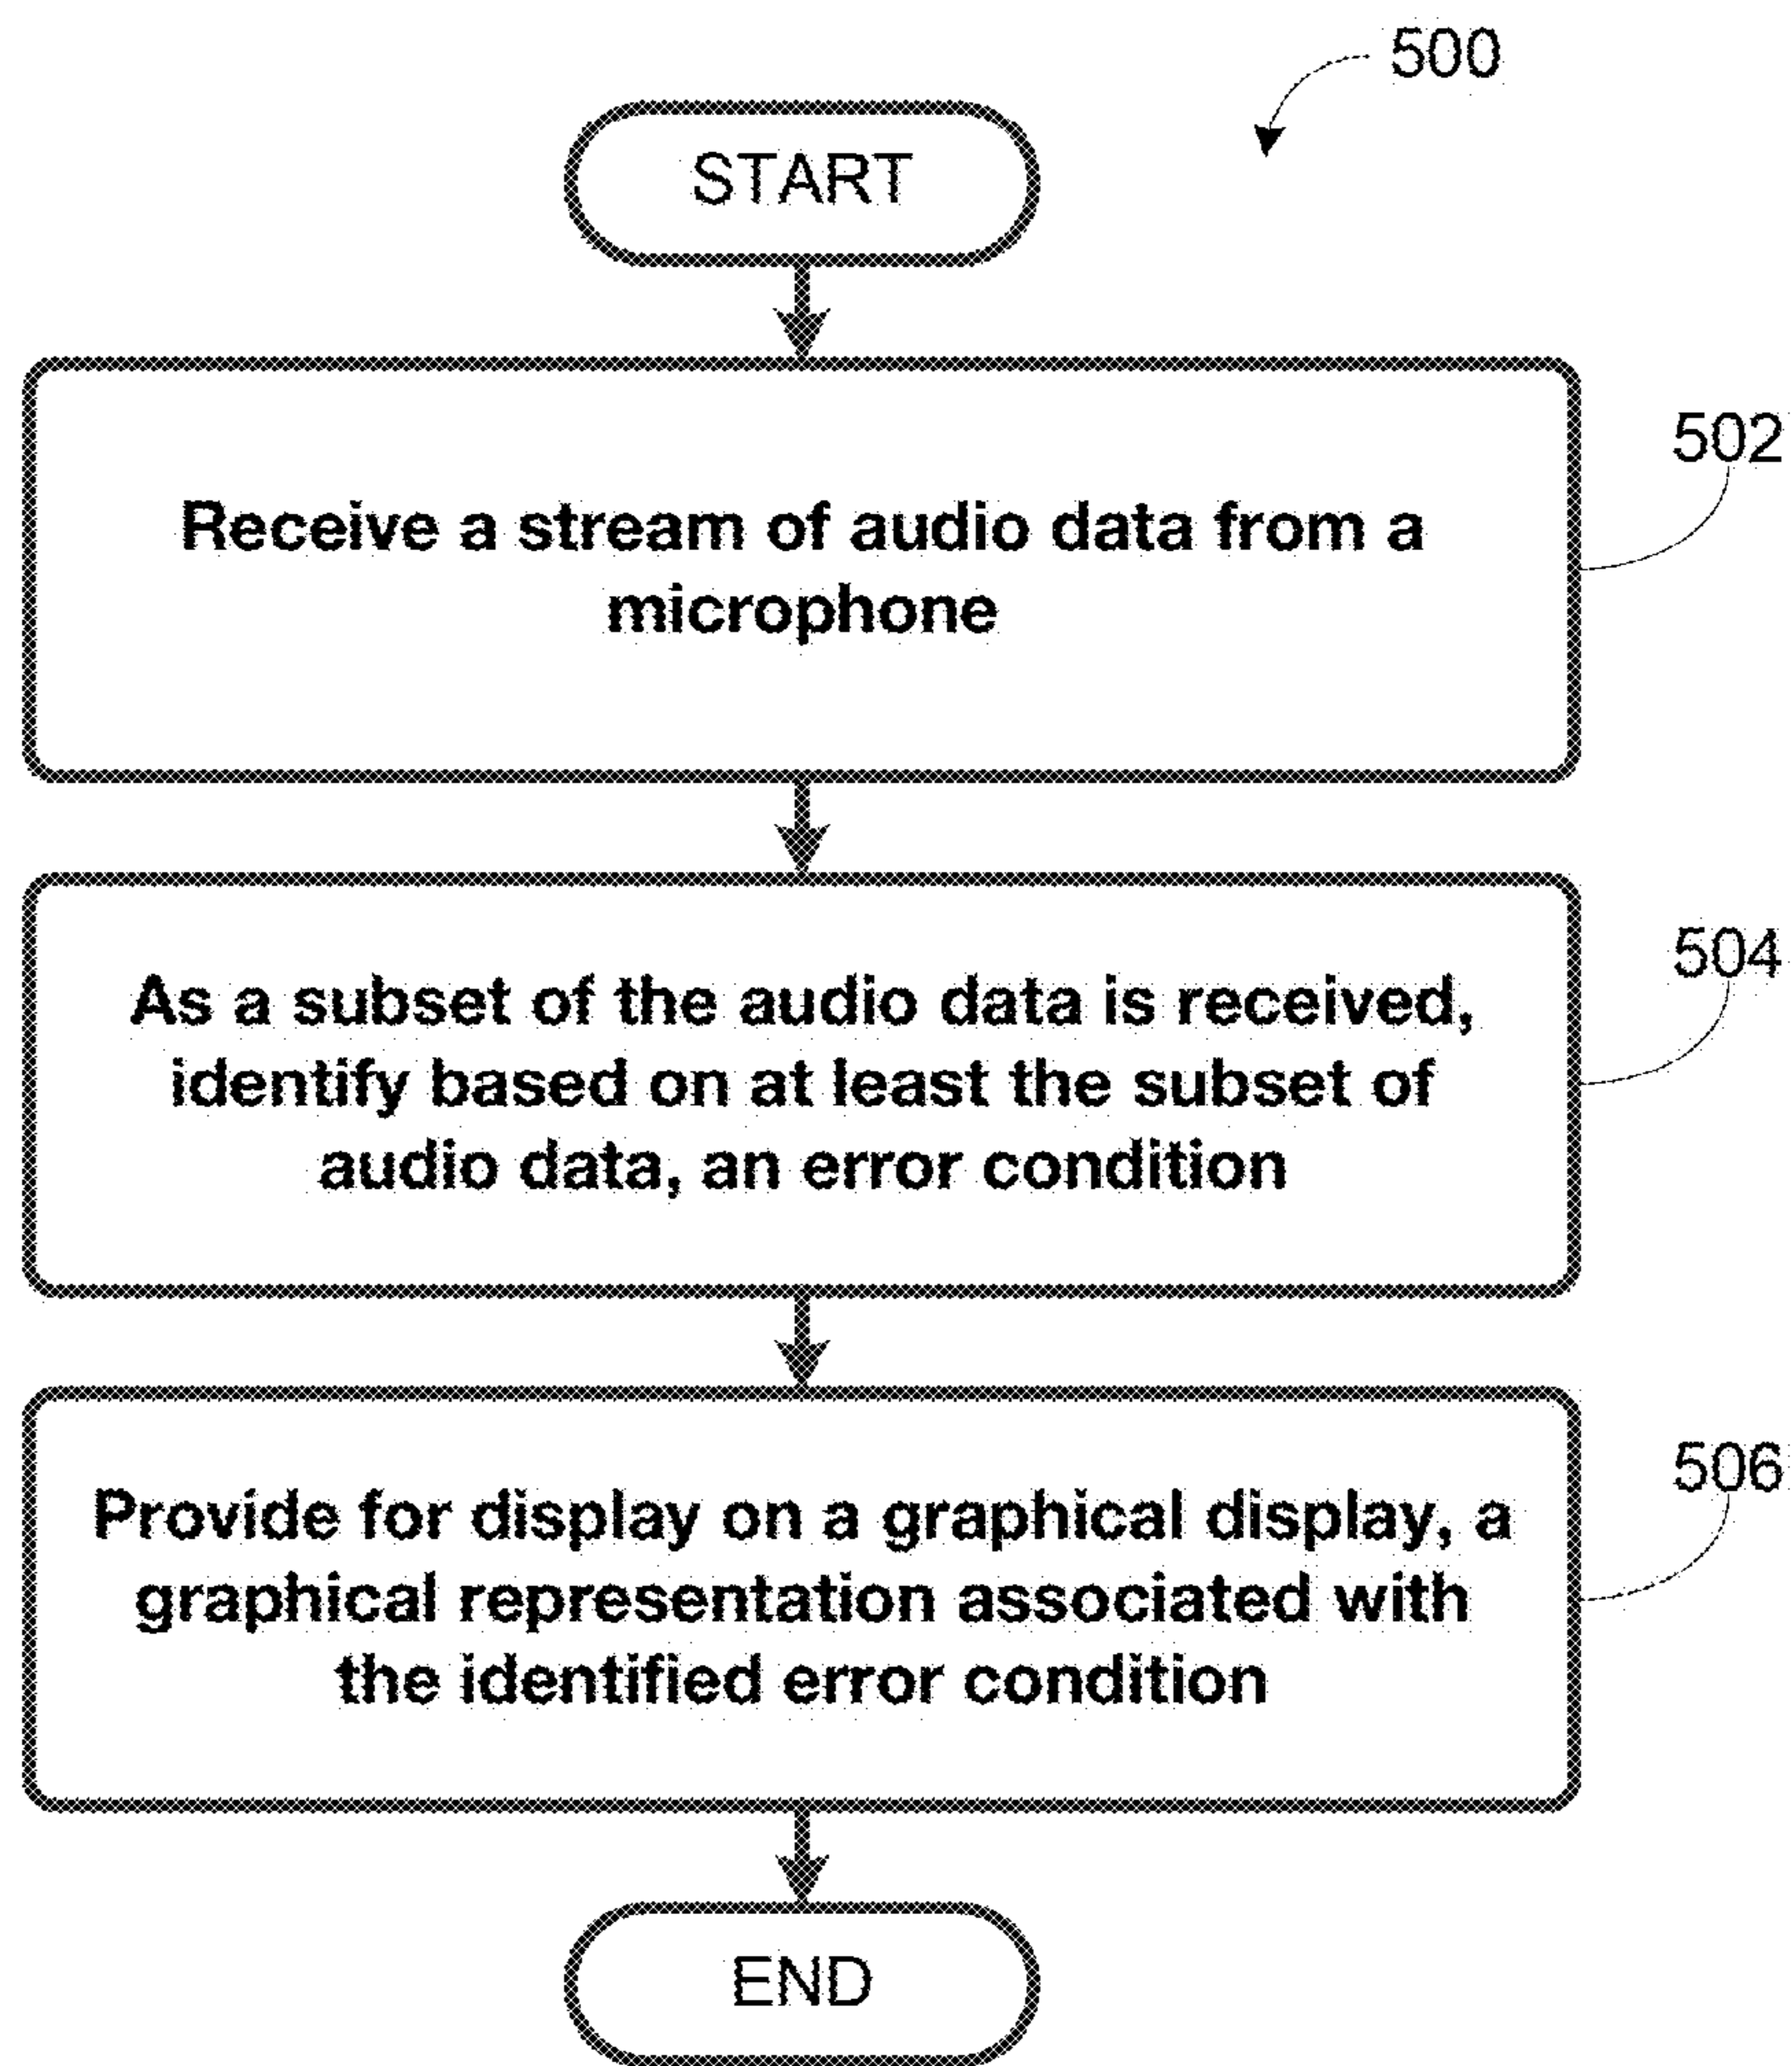 500
START
Receive a stream of audio data from a
microphone
502
As a subset of the audio data is received,
identify based on at least the subset of
audio data, an error condition
504
Provide for display on a graphical display, a
graphical representation associated with
the identified error condition
506
END